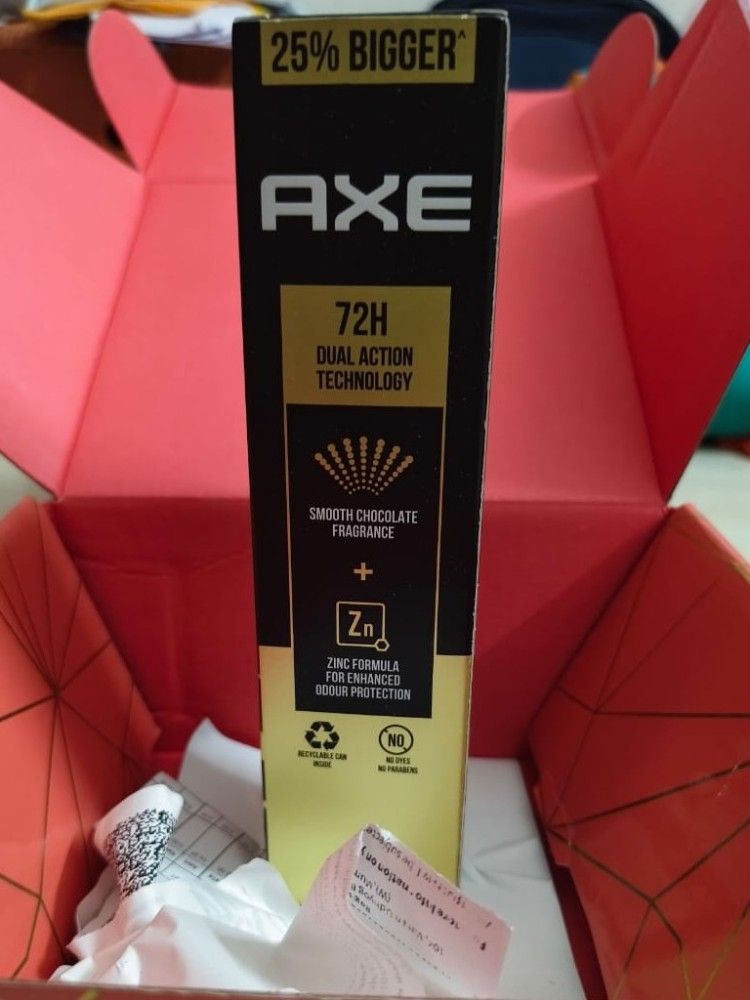 25% BIGGER^
AXE
72H
DUAL ACTION
TECHNOLOGY
SMOOTH CHOCOLATE
FRAGRANCE
+
Zn
ZINC FORMULA
FOR ENHANCED
ODOUR PROTECTION
RECYCLABLE CAN
INSIDE
NO
NO DYES
NO PARABENS